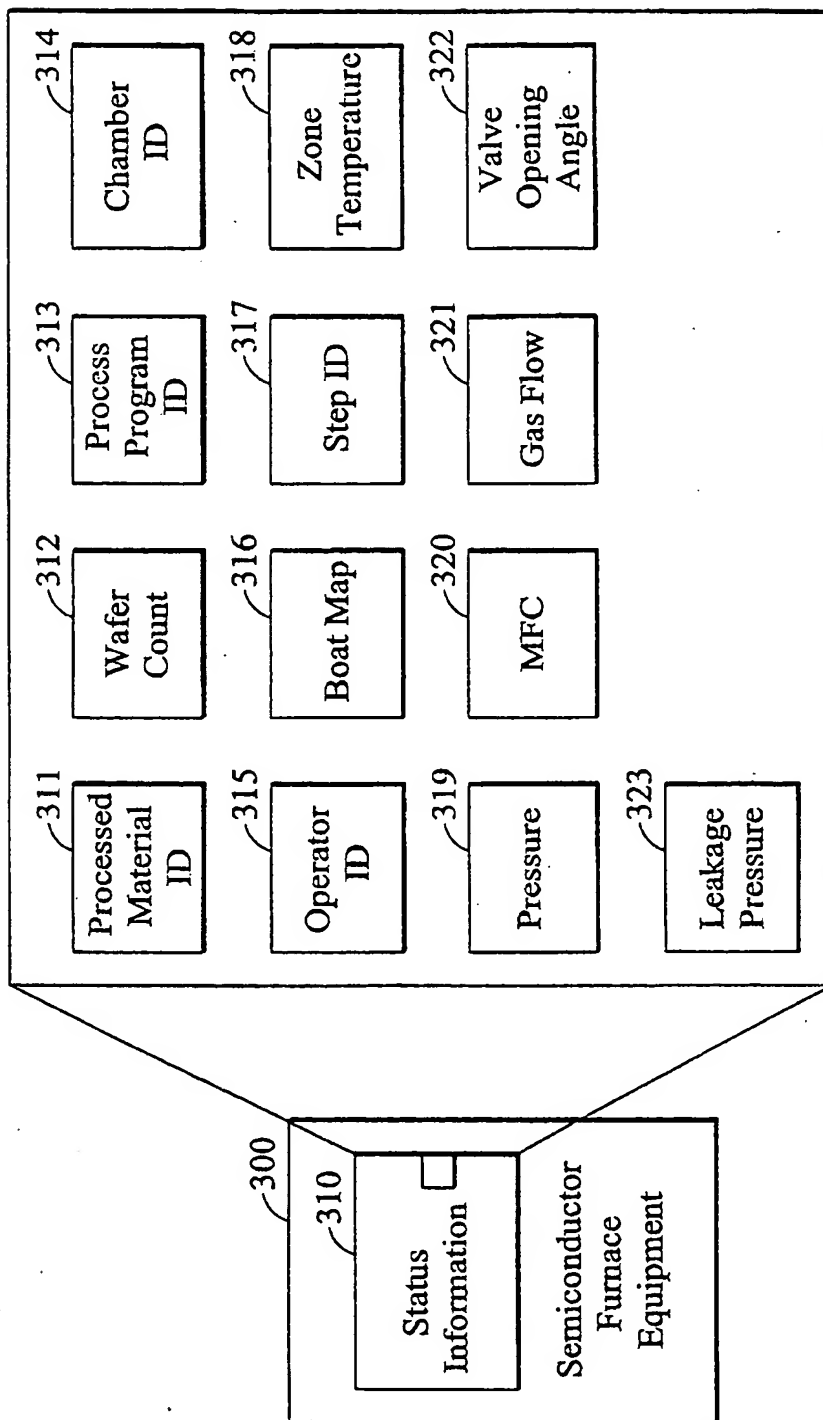 300
310
Status
Information
Semiconductor
Furnace
Equipment
311
Processed
Material
ID
312
Wafer
Count
313
Process
Program
ID
314
Chamber
ID
315
Operator
ID
316
Boat Map
317
Step ID
318
Zone
Temperature
319
Pressure
320
MFC
321
Gas Flow
322
Valve
Opening
Angle
323
Leakage
Pressure